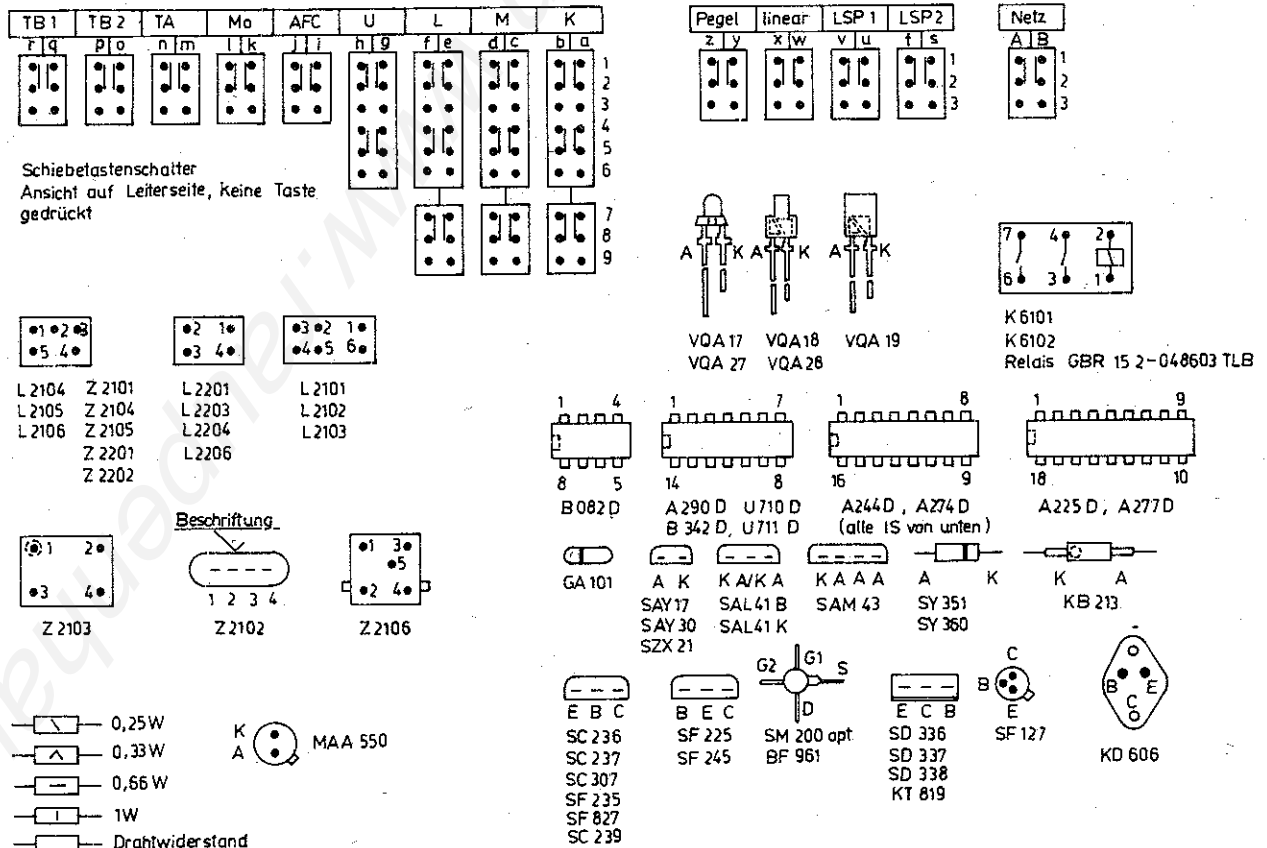 TB 1 TB 2 TA Mo AFC U L M K
r q p o n m l k j i h g f e d c b a
1
2
3
4
5
6
7
8
9
Pegel linear LSP 1 LSP 2 Netz
z y x w v u t s A B
1 1
2 2
3 3
Schiebetastenschalter
Ansicht auf Leiterseite, keine Taste
gedrückt
A K A K A K
VQA 17 VQA 18 VQA 19
VQA 27 VQA 28
7 4 2
6 3 1
K 6101
K 6102
Relais GBR 15 2-048603 TLB
1 2 3
5 4
L 2104 Z 2101
L 2105 Z 2104
L 2106 Z 2105
Z 2201
Z 2202
2 1
3 4
L 2201
L 2203
L 2204
L 2206
3 2 1
4 5 6
L 2101
L 2102
L 2103
1 4
8 5
B 082 D
1 7
14 8
A 290 D U 710 D
B 342 D, U 711 D
1 8
16 9
A 244 D, A 274 D
(alle IS von unten)
1 9
18 10
A 225 D, A 277 D
1 2
3 4
Z 2103
Beschriftung
1 2 3 4
Z 2102
1 3
5
2 4
Z 2106
GA 101
A K
SAY 17
SAY 30
SZX 21
K A/K A
SAL 41 B
SAL 41 K
K A A A
SAM 43
A K
SY 351
SY 360
K A
KB 213
0,25 W
0,33 W
0,66 W
1 W
Drahtwiderstand
K
A
MAA 550
E B C
SC 236
SC 237
SC 307
SF 235
SF 827
SC 239
B E C
SF 225
SF 245
G2 G1 S
D
SM 200 apt
BF 961
E C B
SD 336
SD 337
SD 338
KT 819
C
B
E
SF 127
B E
C
KD 606